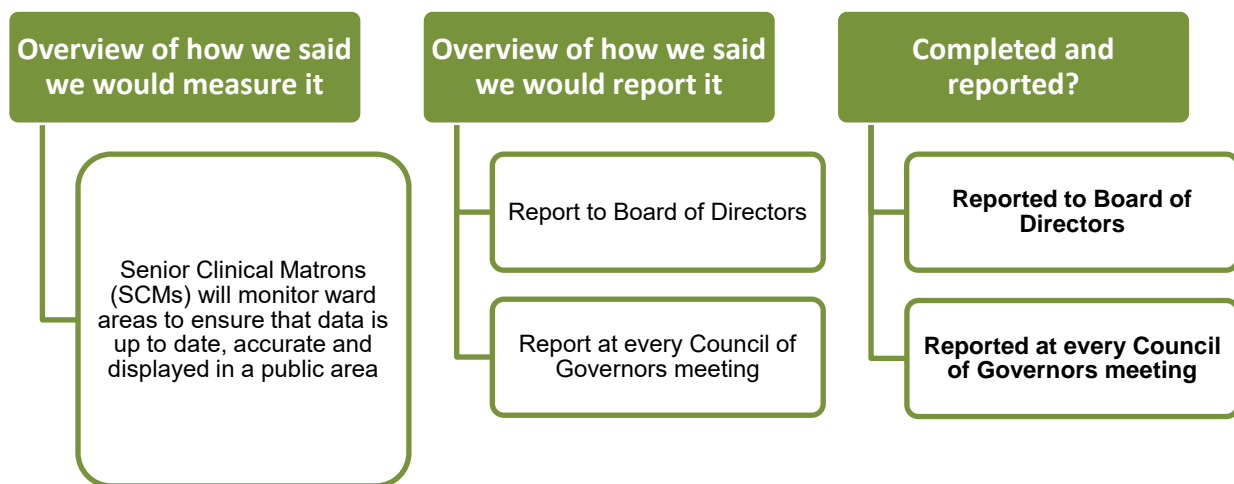 Overview of how we said
we would measure it
Senior Clinical Matrons
(SCMs) will monitor ward
areas to ensure that data is
up to date, accurate and
displayed in a public area
Overview of how we said
we would report it
Report to Board of Directors
Report at every Council of
Governors meeting
Completed and
reported?
Reported to Board of
Directors
Reported at every Council
of Governors meeting